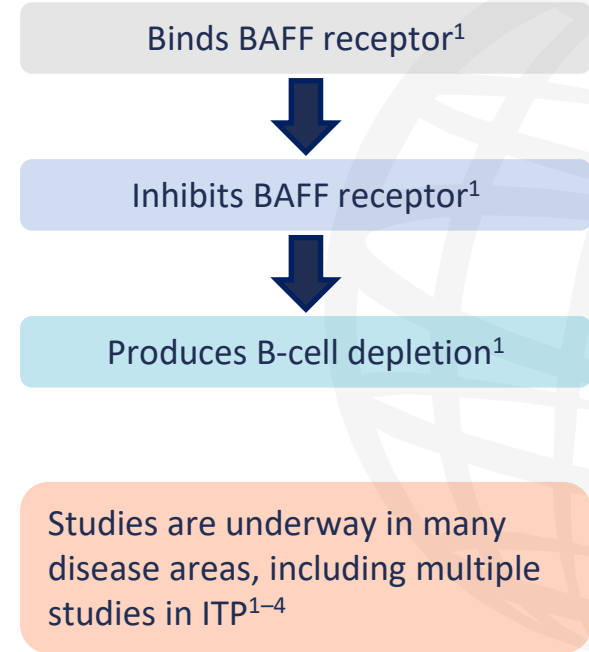 Binds BAFF receptor¹
Inhibits BAFF receptor¹
Produces B-cell depletion¹
Studies are underway in many
disease areas, including multiple
studies in ITP¹⁻⁴